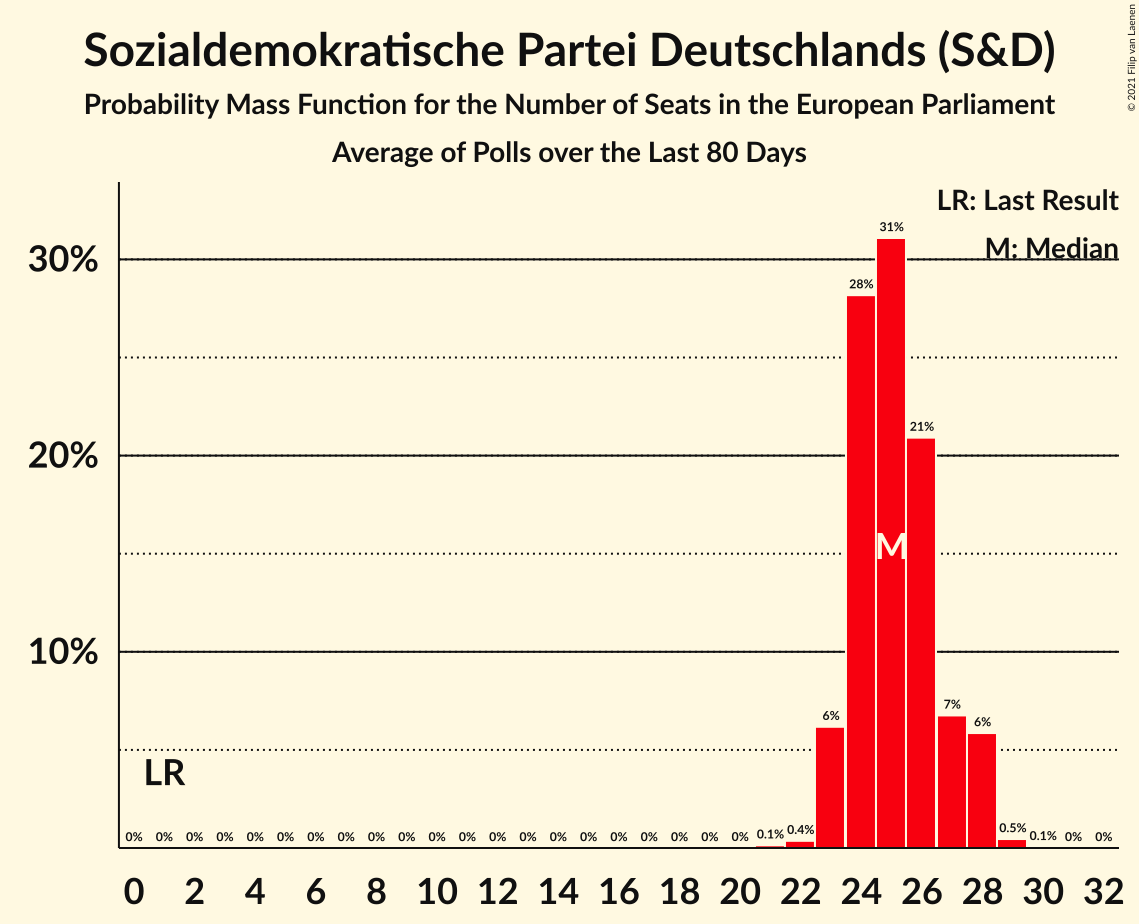 Sozialdemokratische Partei Deutschlands (S&D)
Probability Mass Function for the Number of Seats in the European Parliament
Average of Polls over the Last 80 Days
© 2021 Filip van Laenen
LR: Last Result
M: Median
30%
20%
10%
31%
28%
21%
M
6%
7%
6%
LR
0% 0% 0% 0% 0% 0% 0% 0% 0% 0% 0% 0% 0% 0% 0% 0% 0% 0% 0% 0% 0% 0.1% 0.4% 0.5% 0.1% 0% 0%
0 2 4 6 8 10 12 14 16 18 20 22 24 26 28 30 32